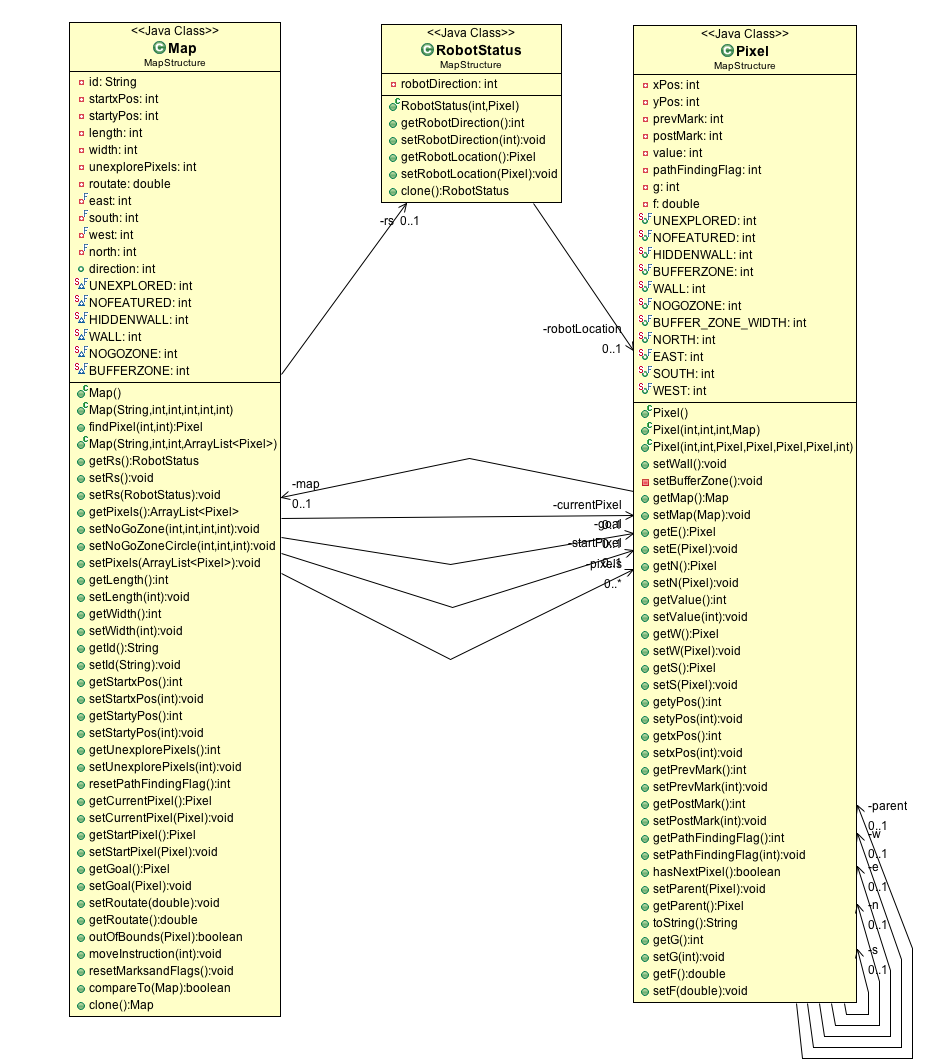 <<Java Class>>
Map
MapStructure
id: String
startxPos: int
startyPos: int
length: int
width: int
unexplorePixels: int
routate: double
east: int
south: int
west: int
north: int
direction: int
UNEXPLORED: int
NOFEATURED: int
HIDDENWALL: int
WALL: int
NOGOZONE: int
BUFFERZONE: int
Map()
Map(String,int,int,int,int,int)
findPixel(int,int):Pixel
Map(String,int,int,ArrayList<Pixel>)
getRs():RobotStatus
setRs():void
setRs(RobotStatus):void
getPixels():ArrayList<Pixel>
setNoGoZone(int,int,int,int):void
setNoGoZoneCircle(int,int,int):void
setPixels(ArrayList<Pixel>):void
getLength():int
setLength(int):void
getWidth():int
setWidth(int):void
getId():String
setId(String):void
getStartxPos():int
setStartxPos(int):void
getStartyPos():int
setStartyPos(int):void
getUnexplorePixels():int
setUnexplorePixels(int):void
resetPathFindingFlag():int
getCurrentPixel():Pixel
setCurrentPixel(Pixel):void
getStartPixel():Pixel
setStartPixel(Pixel):void
getGoal():Pixel
setGoal(Pixel):void
setRoutate(double):void
getRoutate():double
outOfBounds(Pixel):boolean
moveInstruction(int):void
resetMarksandFlags():void
compareTo(Map):boolean
clone():Map
<<Java Class>>
RobotStatus
MapStructure
robotDirection: int
RobotStatus(int,Pixel)
getRobotDirection():int
setRobotDirection(int):void
getRobotLocation():Pixel
setRobotLocation(Pixel):void
clone():RobotStatus
-rs 0..1
-robotLocation
0..1
-map
0..1
-currentPixel
0..1
-goal
0..1
-startPixel
0..1
-pixels
0..*
<<Java Class>>
Pixel
MapStructure
xPos: int
yPos: int
prevMark: int
postMark: int
value: int
pathFindingFlag: int
g: int
f: double
UNEXPLORED: int
NOFEATURED: int
HIDDENWALL: int
BUFFERZONE: int
WALL: int
NOGOZONE: int
BUFFER_ZONE_WIDTH: int
NORTH: int
EAST: int
SOUTH: int
WEST: int
Pixel()
Pixel(int,int,int,Map)
Pixel(int,int,Pixel,Pixel,Pixel,Pixel,int)
setWall():void
setBufferZone():void
getMap():Map
setMap(Map):void
getE():Pixel
setE(Pixel):void
getN():Pixel
setN(Pixel):void
getValue():int
setValue(int):void
getW():Pixel
setW(Pixel):void
getS():Pixel
setS(Pixel):void
getyPos():int
setyPos(int):void
getxPos():int
setxPos(int):void
getPrevMark():int
setPrevMark(int):void
getPostMark():int
setPostMark(int):void
getPathFindingFlag():int
setPathFindingFlag(int):void
hasNextPixel():boolean
setParent(Pixel):void
getParent():Pixel
toString():String
getG():int
setG(int):void
getF():double
setF(double):void
-parent
0..1
-w
0..1
-e
0..1
-n
0..1
-s
0..1